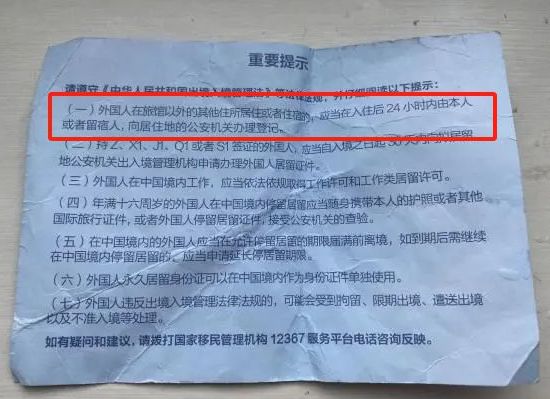 重要提示
请遵守《中华人民共和国出境入境管理法》等法律法规，并仔细阅读以下提示：
（一）外国人在旅馆以外的其他住所居住或者住宿的，应当在入住后 24 小时内由本人
或者留宿人，向居住地的公安机关办理登记。
（二）持 Z、X1、J1、Q1 或者 S1 签证的外国人，应当自入境之日起 30 天内向拟居留
地公安机关出入境管理机构申请办理外国人居留证件。
（三）外国人在中国境内工作，应当依法依规取得工作许可和工作类居留许可。
（四）年满十六周岁的外国人在中国境内停留居留应当随身携带本人的护照或者其他
国际旅行证件，或者外国人停留居留证件，接受公安机关的查验。
（五）在中国境内的外国人应当在允许停留居留的期限届满前离境，如到期后需继续
在中国境内停留居留的，应当申请延长停留居留期限。
（六）外国人永久居留身份证可以在中国境内作为身份证件单独使用。
（七）外国人违反出境入境管理法律法规的，可能会受到拘留、限期出境、遣送出境
以及不准入境等处理。
如有疑问和建议，请拨打国家移民管理机构 12367 服务平台电话咨询反映。